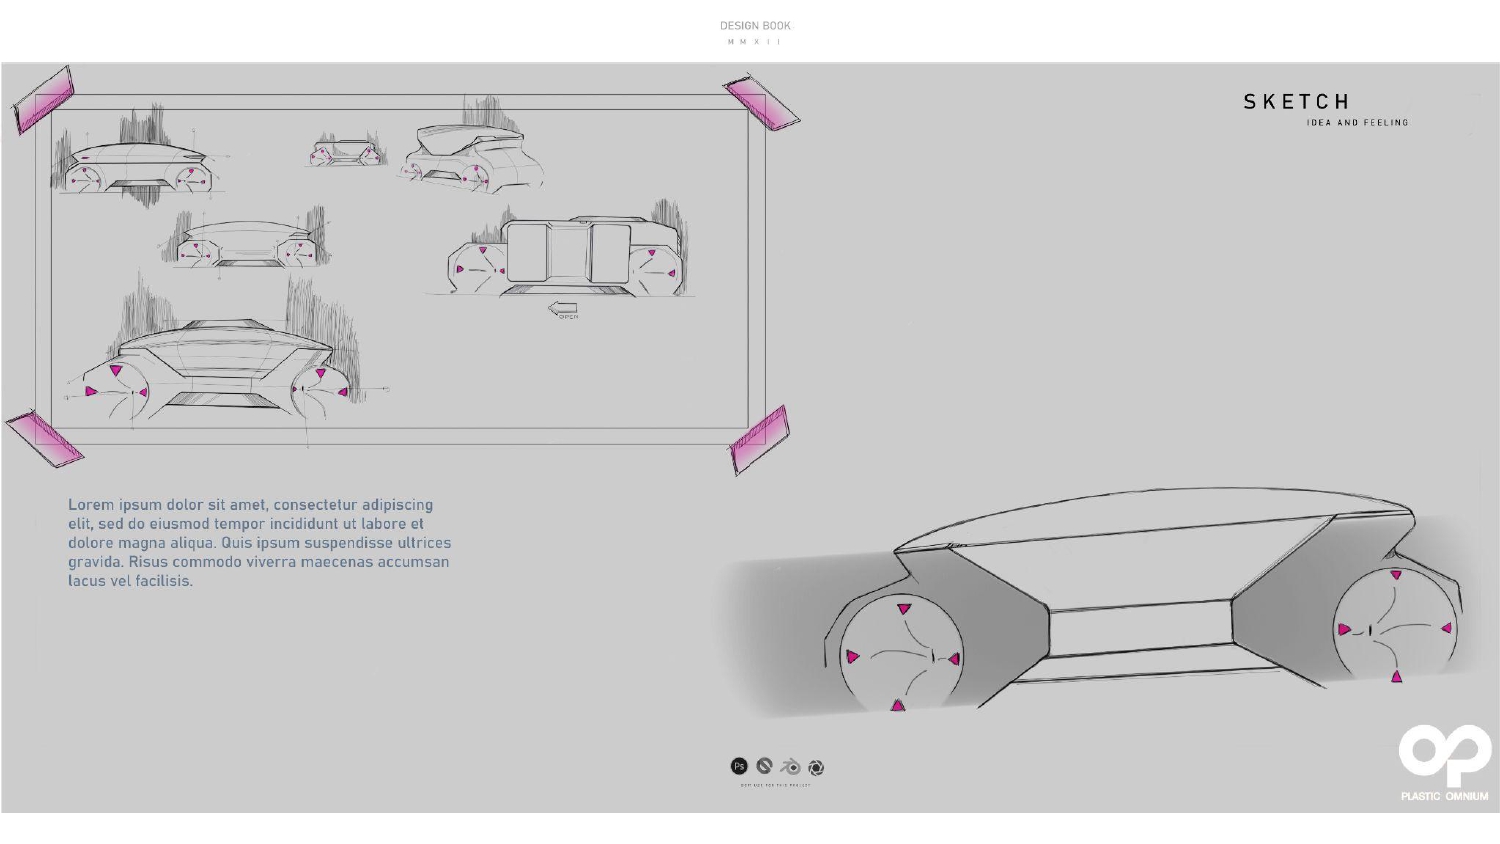 DESIGN BOOK
MMXII
SKETCH
IDEA AND FEELING
OPEN
Lorem ipsum dolor sit amet, consectetur adipiscing
elit, sed do eiusmod tempor incididunt ut labore et
dolore magna aliqua. Quis ipsum suspendisse ultrices
gravida. Risus commodo viverra maecenas accumsan
lacus vel facilisis.
Ps
PLASTIC OMNIUM